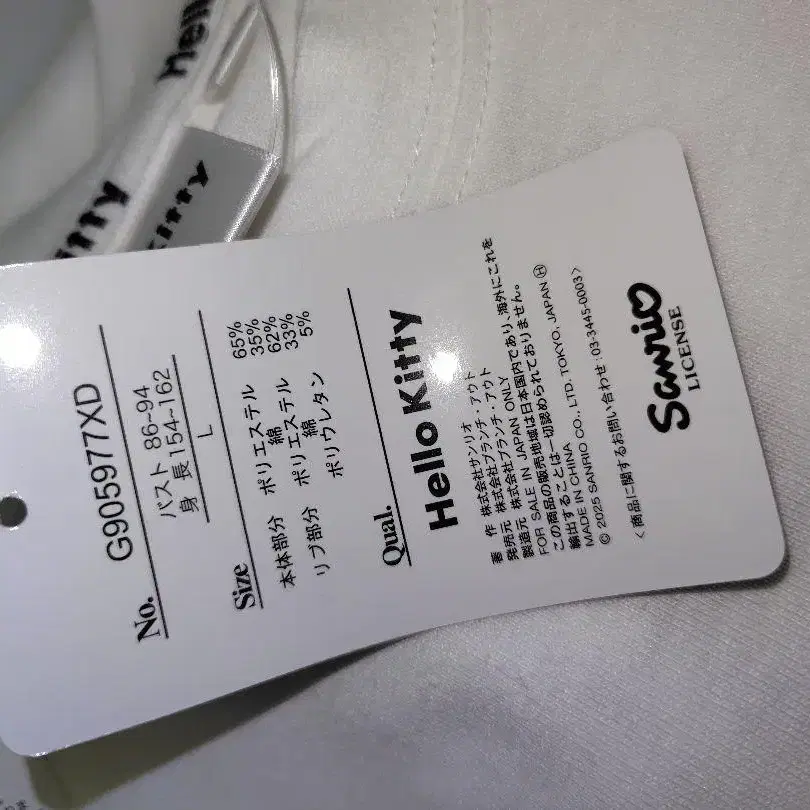 Hello
Kitty
Kitty
No. G905977XD
バスト 86~94
身 長 154~162
Size L
本体部分 ポリエステル 65%
綿 35%
リブ部分 ポリエステル 62%
綿 33%
ポリウレタン 5%
Qual.
Hello Kitty
著 作 株式会社サンリオ
発売元 株式会社ブランチ・アウト
製造元 株式会社ブランチ・アウト
FOR SALE IN JAPAN ONLY
この商品の販売地域は日本国内であり、海外にこれを
輸出することは一切認められておりません。
MADE IN CHINA
© 2025 SANRIO CO., LTD. TOKYO, JAPAN Ⓗ
〈商品に関するお問い合わせ:03-3445-0003〉
Sanrio
LICENSE